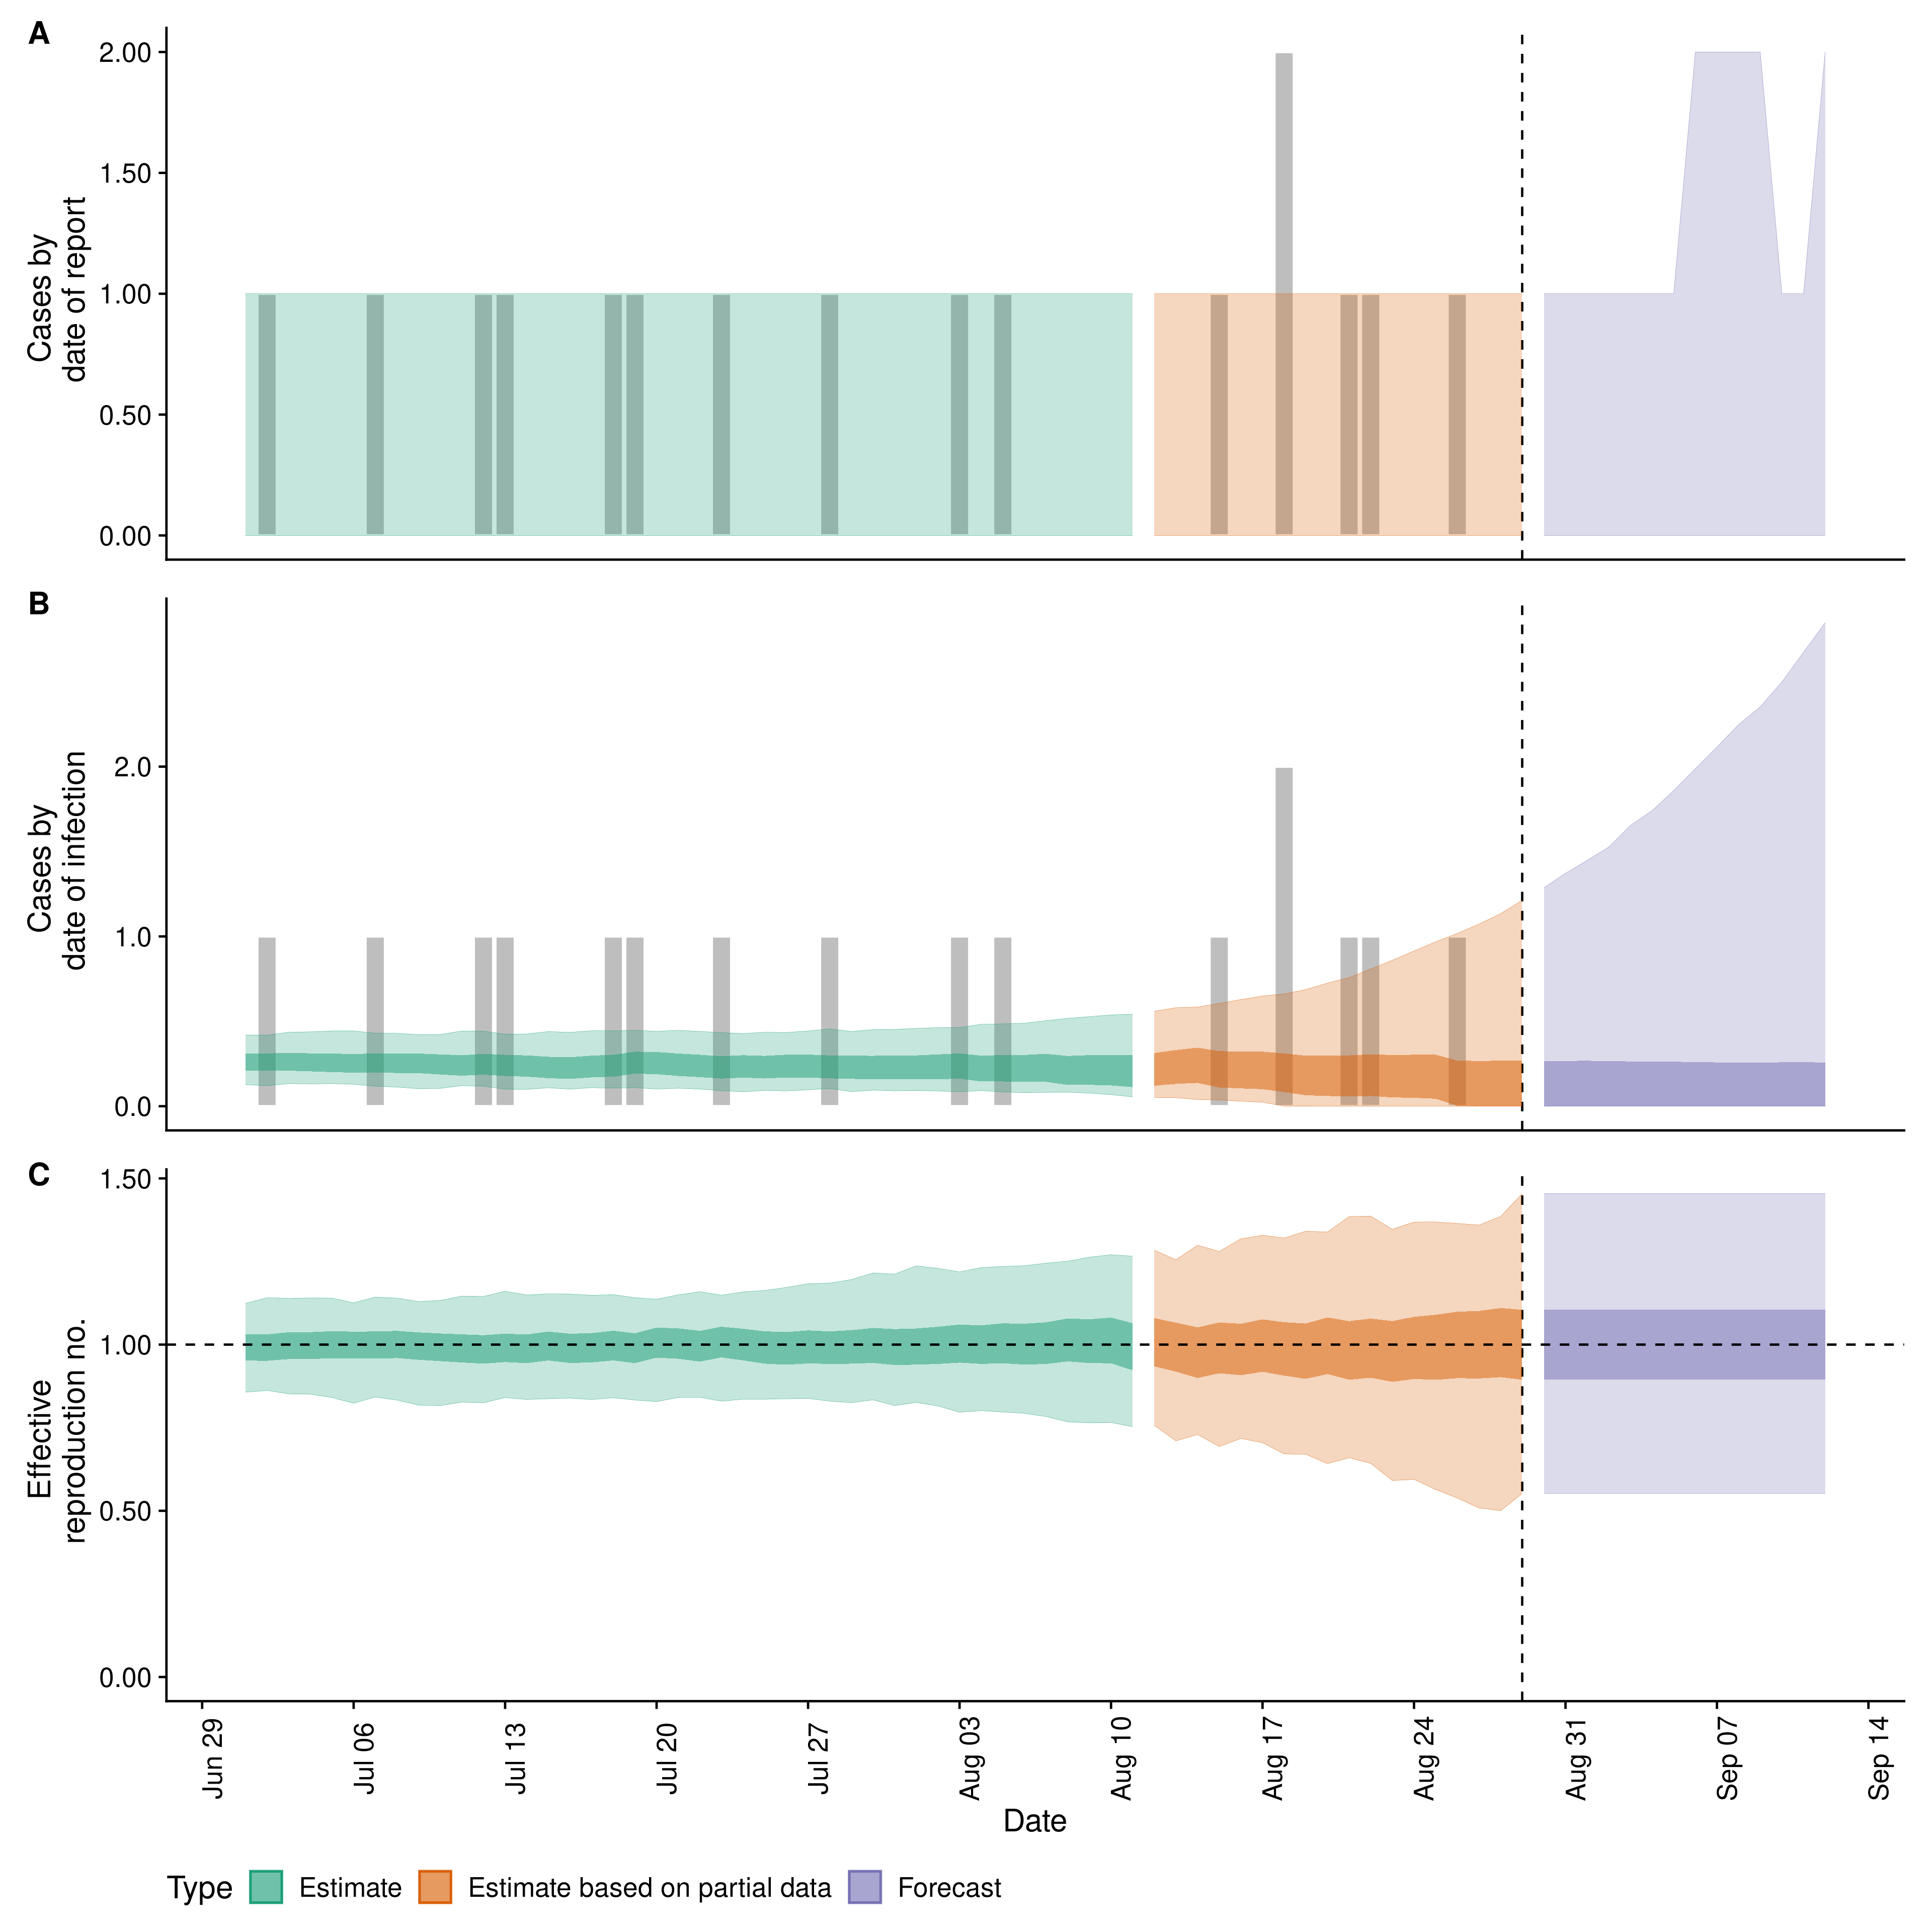 A
2.00
1.50
1.00
0.50
0.00
Cases by
date of report
B
2.0
1.0
0.0
Cases by
date of infection
C
1.50
1.00
0.50
0.00
Effective
reproduction no.
Jun 29
Jul 06
Jul 13
Jul 20
Jul 27
Aug 03
Aug 10
Aug 17
Aug 24
Aug 31
Sep 07
Sep 14
Date
Type Estimate Estimate based on partial data Forecast